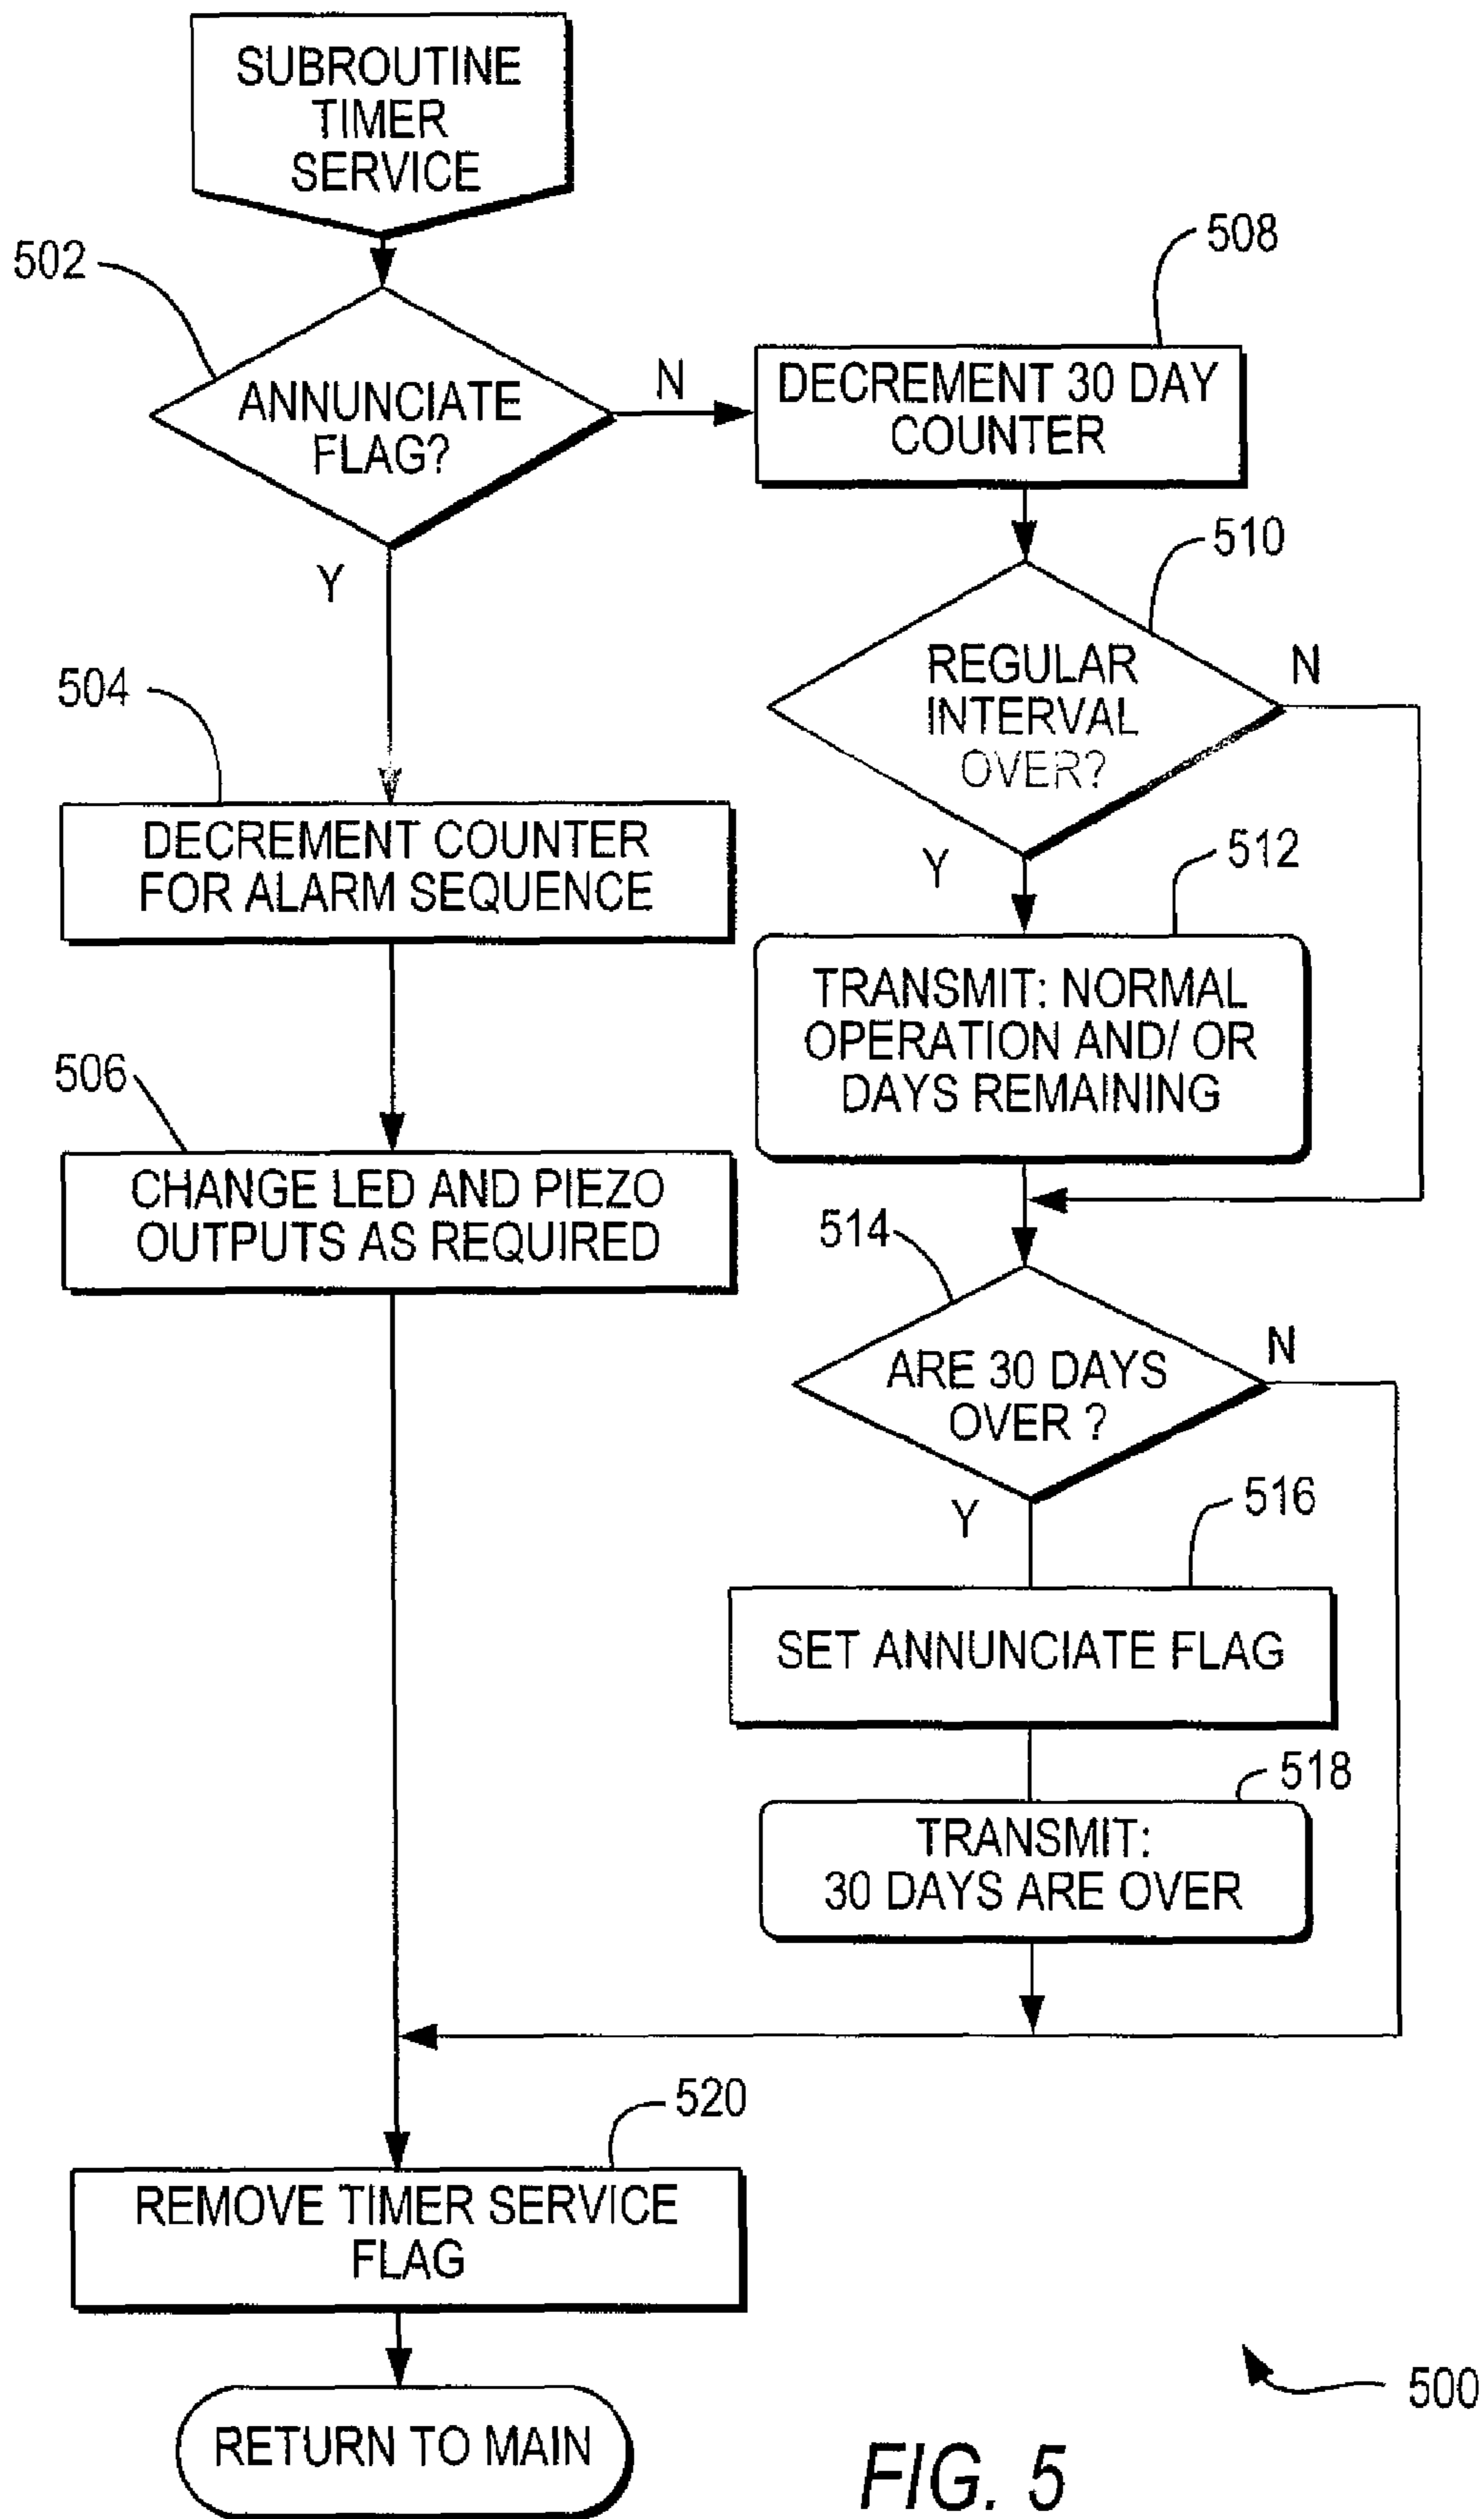 SUBROUTINE
TIMER
SERVICE
502
ANNUNCIATE
FLAG?
N
Y
508
DECREMENT 30 DAY
COUNTER
510
REGULAR
INTERVAL
OVER?
N
Y
504
DECREMENT COUNTER
FOR ALARM SEQUENCE
512
TRANSMIT: NORMAL
OPERATION AND/ OR
DAYS REMAINING
506
CHANGE LED AND PIEZO
OUTPUTS AS REQUIRED
514
ARE 30 DAYS
OVER ?
N
Y
516
SET ANNUNCIATE FLAG
518
TRANSMIT:
30 DAYS ARE OVER
520
REMOVE TIMER SERVICE
FLAG
RETURN TO MAIN
500
FIG. 5